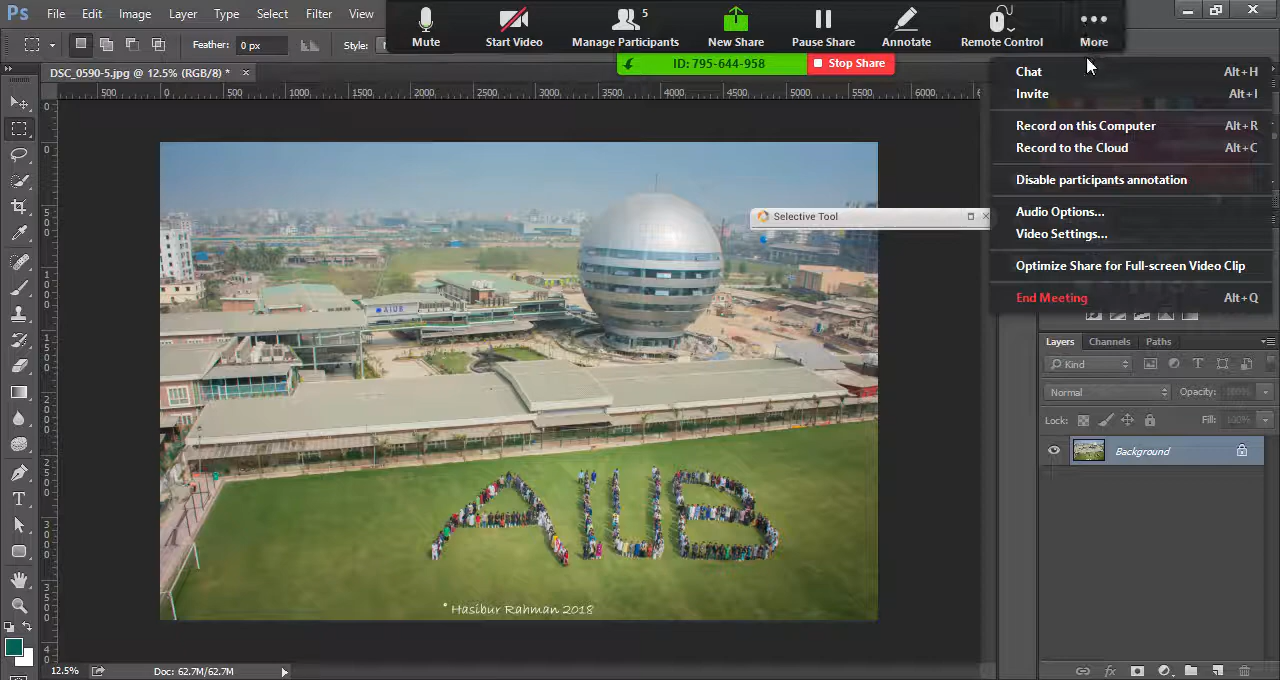 Ps File Edit Image Layer Type Select Filter View
Mute Start Video Manage Participants 5 New Share Pause Share Annotate Remote Control More
Feather: 0 px Style:
ID: 795-644-958 Stop Share
DSC_0590-5.jpg @ 12.5% (RGB/8) * ×
Chat Alt+H
Invite Alt+I
Record on this Computer Alt+R
Record to the Cloud Alt+C
Disable participants annotation
Audio Options...
Video Settings...
Optimize Share for Full-screen Video Clip
End Meeting Alt+Q
500 0 500 1000 1500 2000 2500 3000 3500 4000 4500 5000 5500 6000
Selective Tool
AIUB
AIUB
Hasibur Rahman 2018
Layers Channels Paths
Kind
Normal Opacity: 100%
Lock: Fill: 100%
Background
12.5% Doc: 62.7M/62.7M